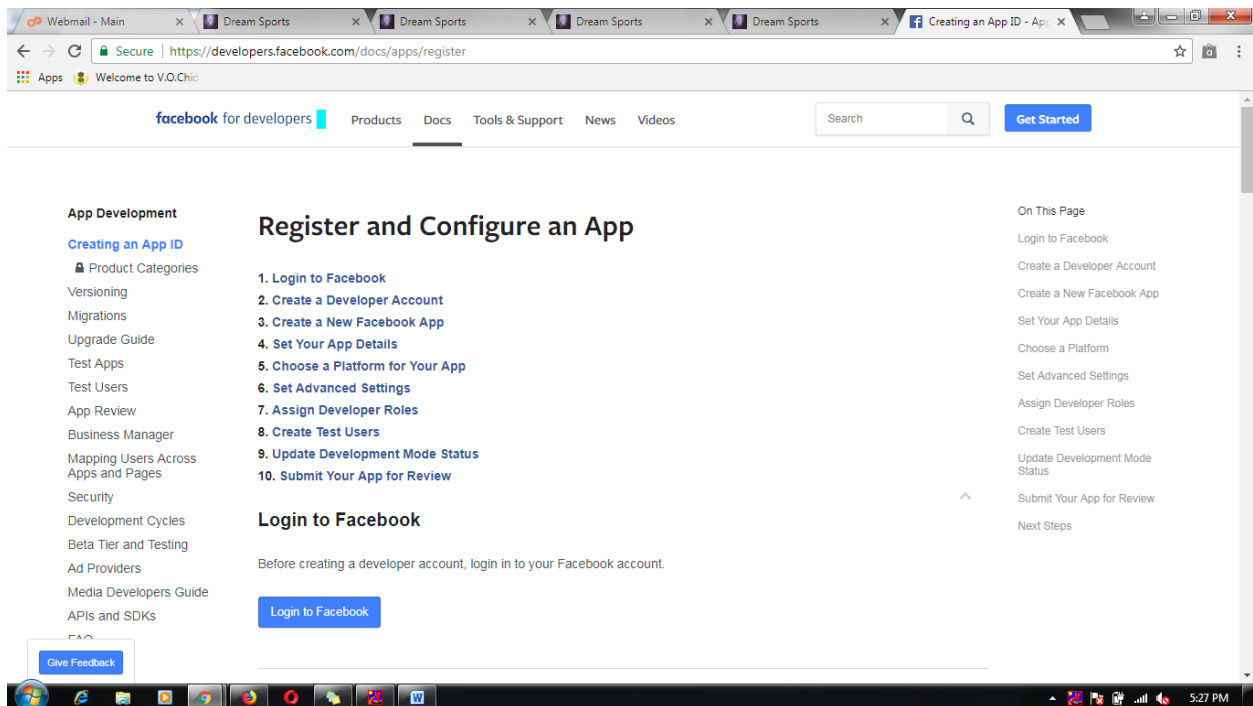 Webmail - Main
Dream Sports
Dream Sports
Dream Sports
Dream Sports
Creating an App ID - Ap
Secure | https://developers.facebook.com/docs/apps/register
Apps
Welcome to V.O.Chid
facebook for developers
Products
Docs
Tools & Support
News
Videos
Search
Get Started
App Development
Creating an App ID
Product Categories
Versioning
Migrations
Upgrade Guide
Test Apps
Test Users
App Review
Business Manager
Mapping Users Across
Apps and Pages
Security
Development Cycles
Beta Tier and Testing
Ad Providers
Media Developers Guide
APIs and SDKs
FAQ
Give Feedback
Register and Configure an App
1. Login to Facebook
2. Create a Developer Account
3. Create a New Facebook App
4. Set Your App Details
5. Choose a Platform for Your App
6. Set Advanced Settings
7. Assign Developer Roles
8. Create Test Users
9. Update Development Mode Status
10. Submit Your App for Review
Login to Facebook
Before creating a developer account, login in to your Facebook account.
Login to Facebook
On This Page
Login to Facebook
Create a Developer Account
Create a New Facebook App
Set Your App Details
Choose a Platform
Set Advanced Settings
Assign Developer Roles
Create Test Users
Update Development Mode
Status
Submit Your App for Review
Next Steps
5:27 PM